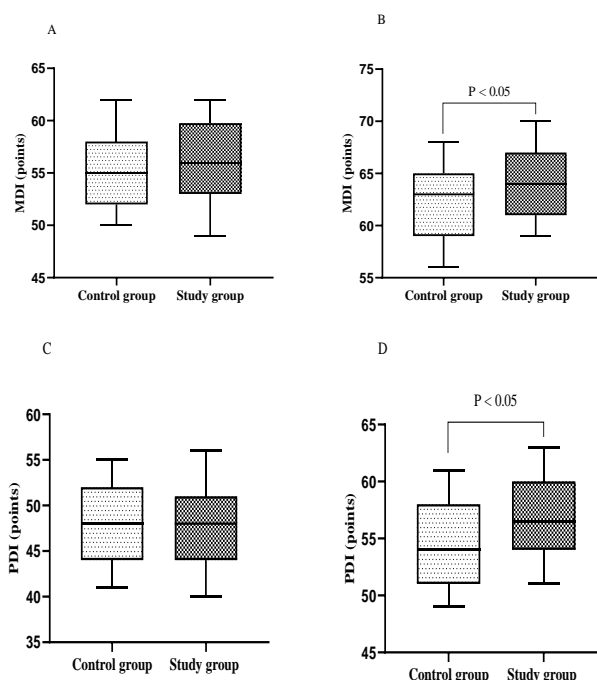 A
MDI (points)
65
60
55
50
45
Control group
Study group
B
P < 0.05
MDI (points)
75
70
65
60
55
Control group
Study group
C
PDI (points)
60
55
50
45
40
35
Control group
Study group
D
P < 0.05
PDI (points)
65
60
55
50
45
Control group
Study group